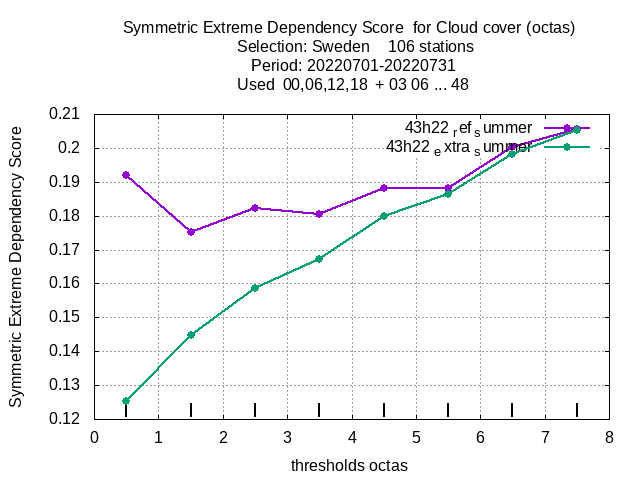 Symmetric Extreme Dependency Score for Cloud cover (octas)
Selection: Sweden 106 stations
Period: 20220701-20220731
Used 00,06,12,18 + 03 06 ... 48
43h22 ref summer
43h22 extra summer
Symmetric Extreme Dependency Score
0.21
0.2
0.19
0.18
0.17
0.16
0.15
0.14
0.13
0.12
0 1 2 3 4 5 6 7 8
thresholds octas